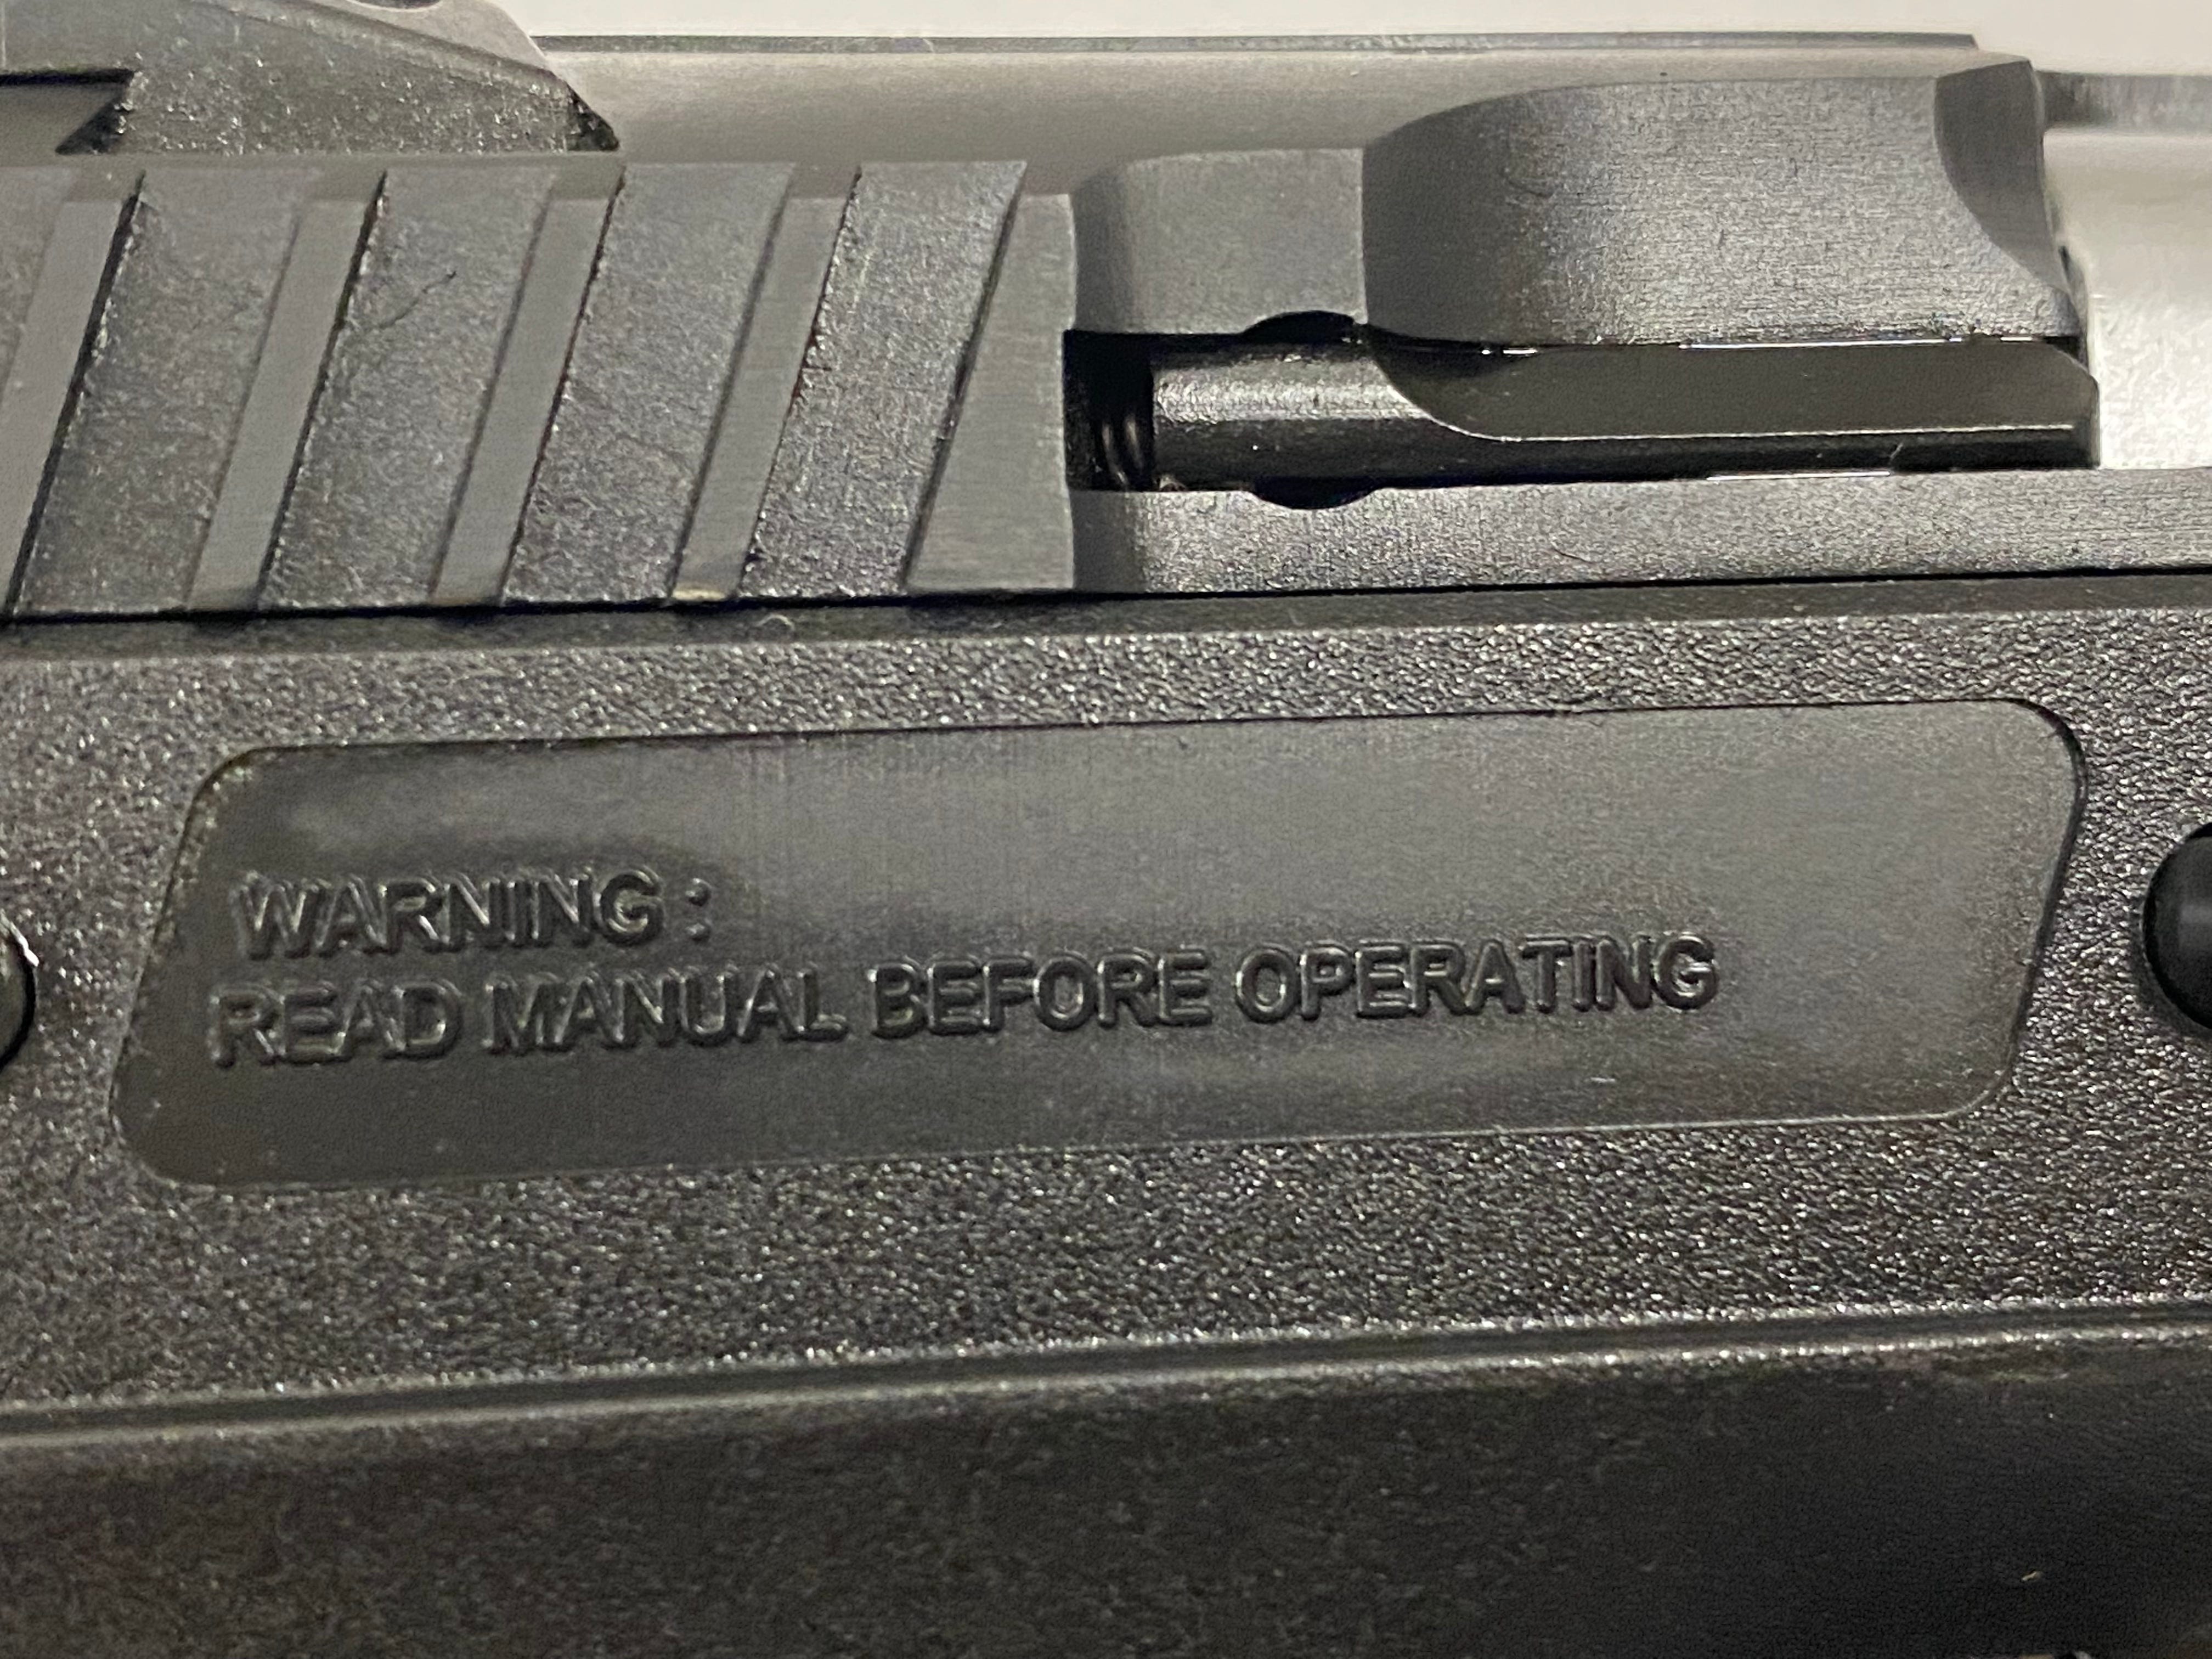 WARNING :
READ MANUAL BEFORE OPERATING